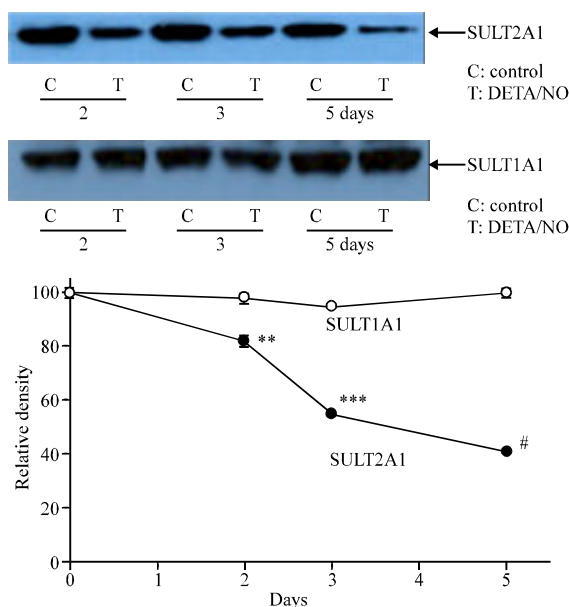 SULT2A1
C T C T C T
2 3 5 days
C: control
T: DETA/NO
SULT1A1
C T C T C T
2 3 5 days
C: control
T: DETA/NO
100
80
60
40
20
0
Relative density
SULT1A1
**
***
SULT2A1
#
0 1 2 3 4 5
Days